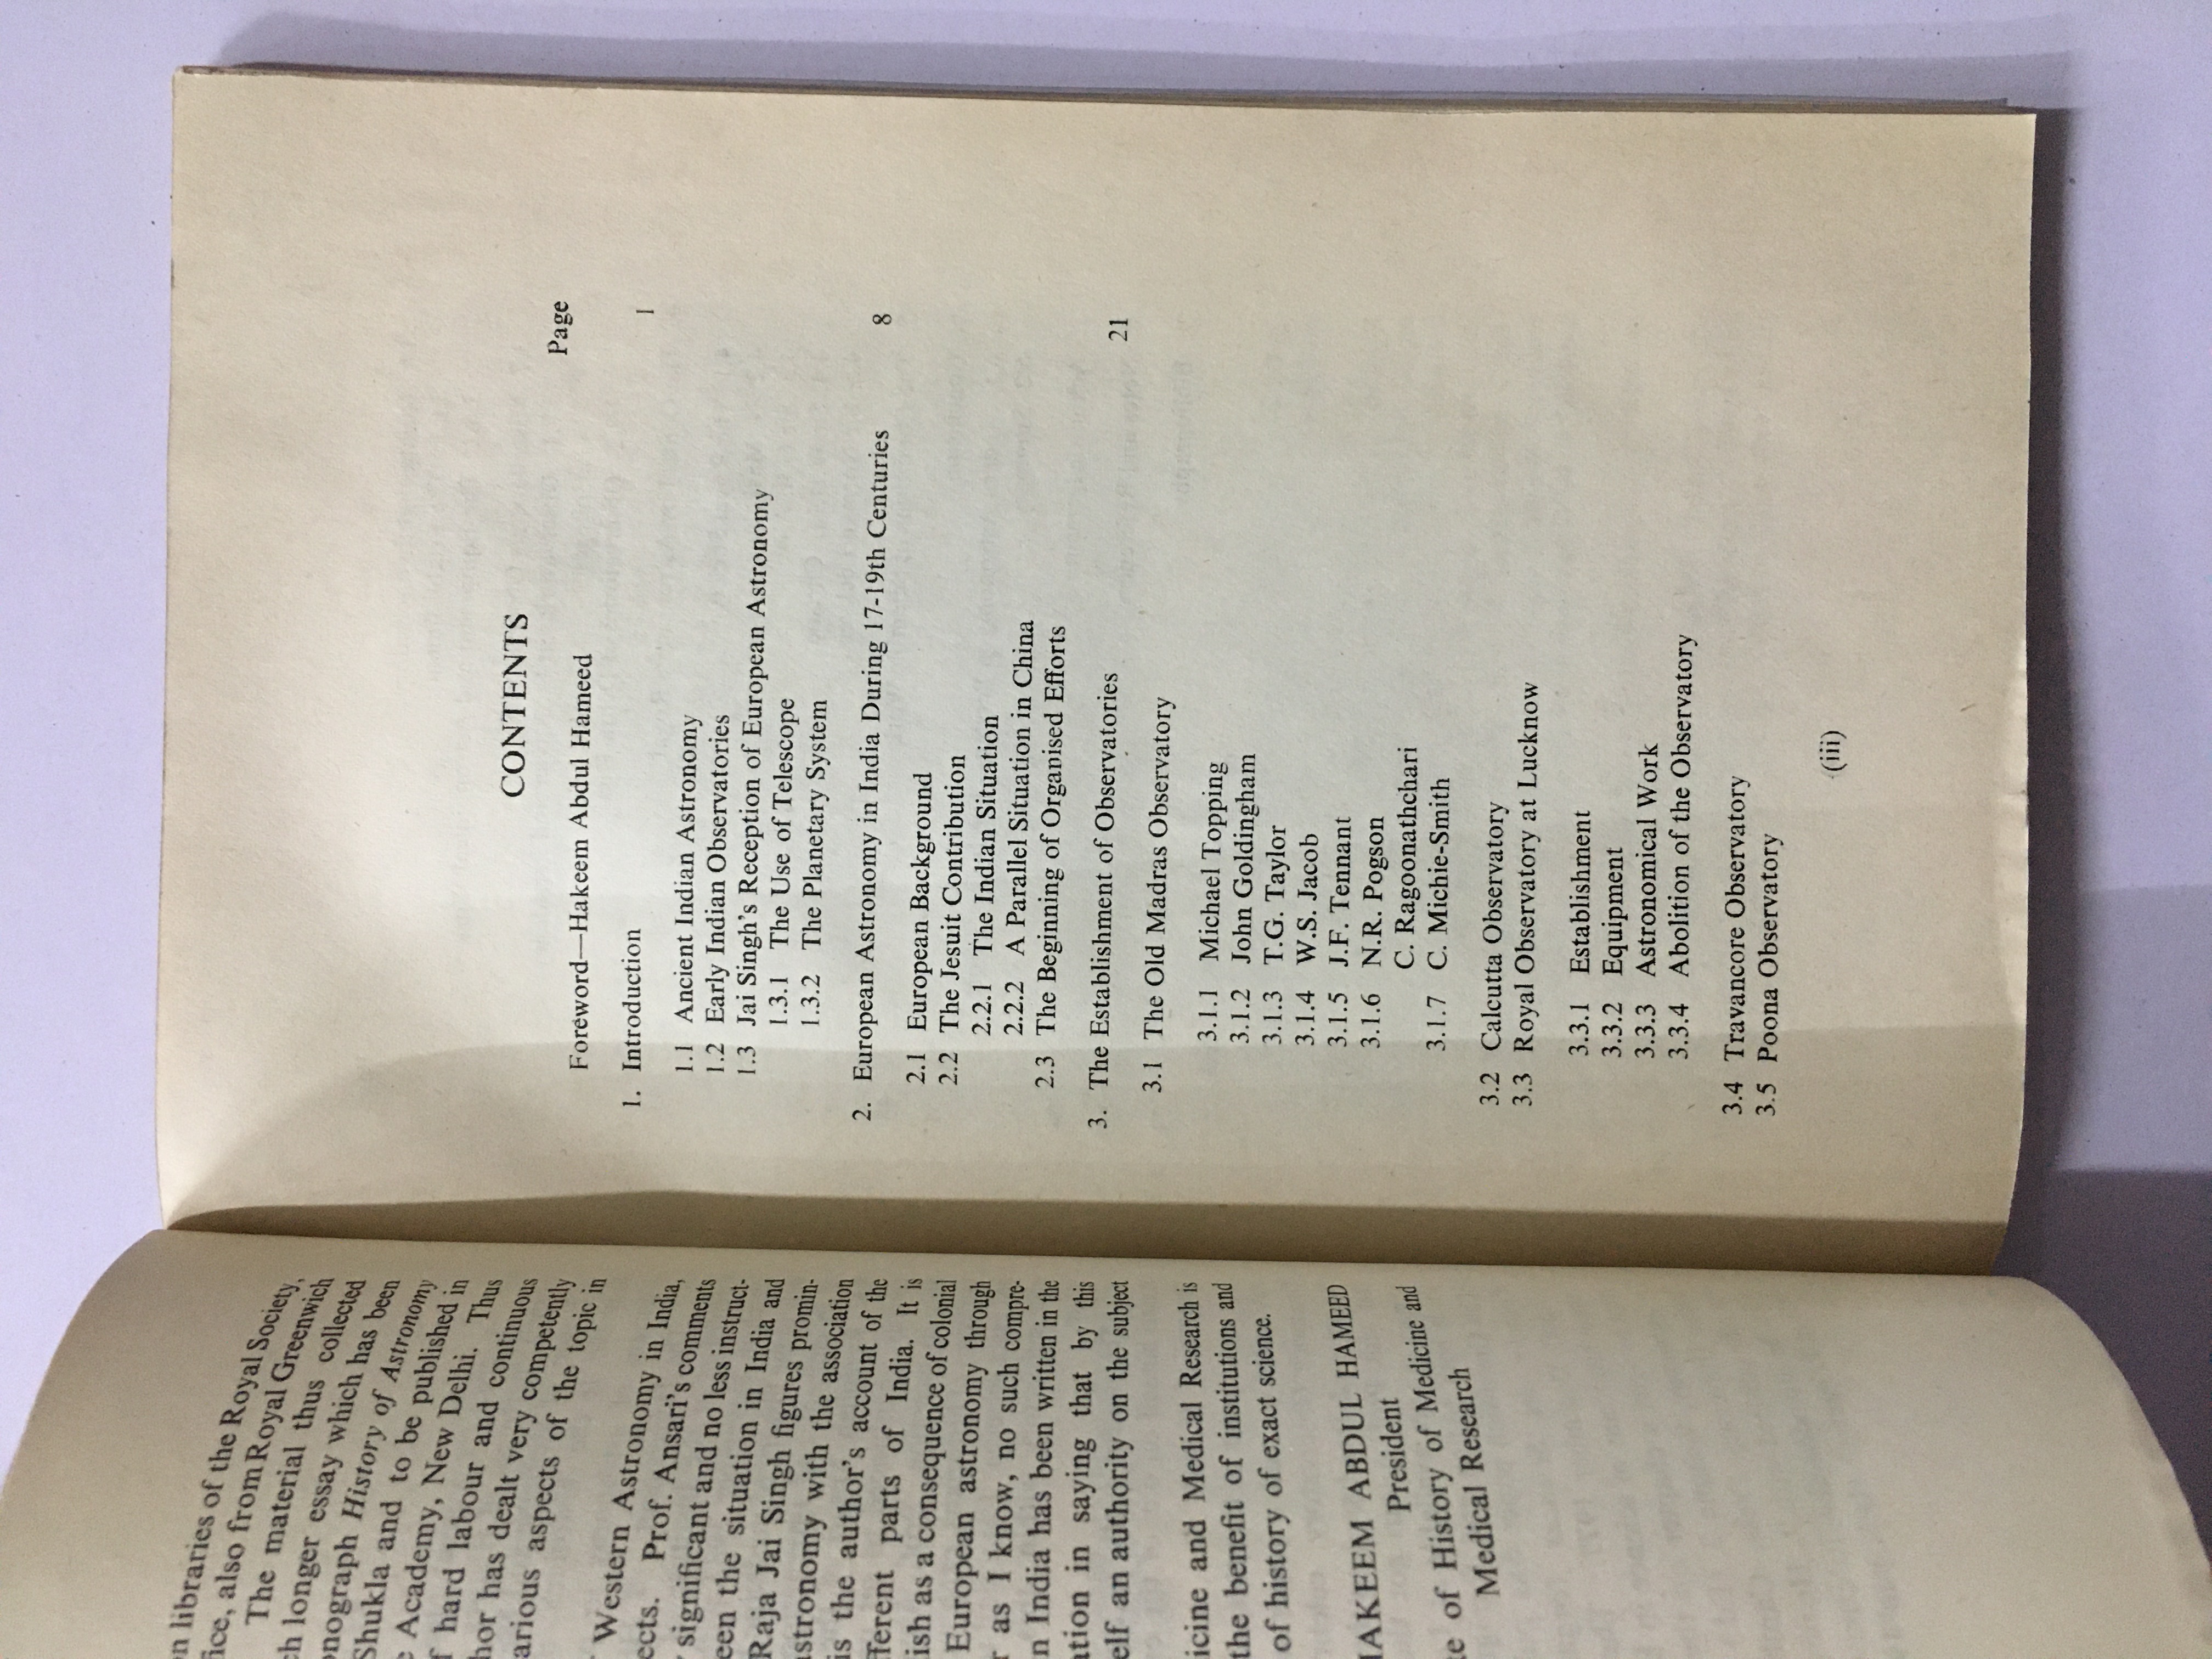 n libraries of the Royal Society,
fice, also from Royal Greenwich
The material thus collected
ch longer essay which has been
onograph History of Astronomy
Shukla and to be published in
Academy, New Delhi. Thus
f hard labour and continuous
hor has dealt very competently
arious aspects of the topic in
Western Astronomy in India,
ects. Prof. Ansari's comments
significant and no less instruct-
een the situation in India and
Raja Jai Singh figures promin-
astronomy with the association
is the author's account of the
fferent parts of India. It is
ish as a consequence of colonial
European astronomy through
r as I know, no such compre-
n India has been written in the
ation in saying that by this
elf an authority on the subject
icine and Medical Research is
the benefit of institutions and
of history of exact science.
HAKEEM ABDUL HAMEED
President
te of History of Medicine and
Medical Research
CONTENTS
Page
Foreword—Hakeem Abdul Hameed
1. Introduction 1
1.1 Ancient Indian Astronomy
1.2 Early Indian Observatories
1.3 Jai Singh's Reception of European Astronomy
1.3.1 The Use of Telescope
1.3.2 The Planetary System
2. European Astronomy in India During 17-19th Centuries 8
2.1 European Background
2.2 The Jesuit Contribution
2.2.1 The Indian Situation
2.2.2 A Parallel Situation in China
2.3 The Beginning of Organised Efforts
3. The Establishment of Observatories 21
3.1 The Old Madras Observatory
3.1.1 Michael Topping
3.1.2 John Goldingham
3.1.3 T.G. Taylor
3.1.4 W.S. Jacob
3.1.5 J.F. Tennant
3.1.6 N.R. Pogson
C. Ragoonathchari
3.1.7 C. Michie-Smith
3.2 Calcutta Observatory
3.3 Royal Observatory at Lucknow
3.3.1 Establishment
3.3.2 Equipment
3.3.3 Astronomical Work
3.3.4 Abolition of the Observatory
3.4 Travancore Observatory
3.5 Poona Observatory
(iii)